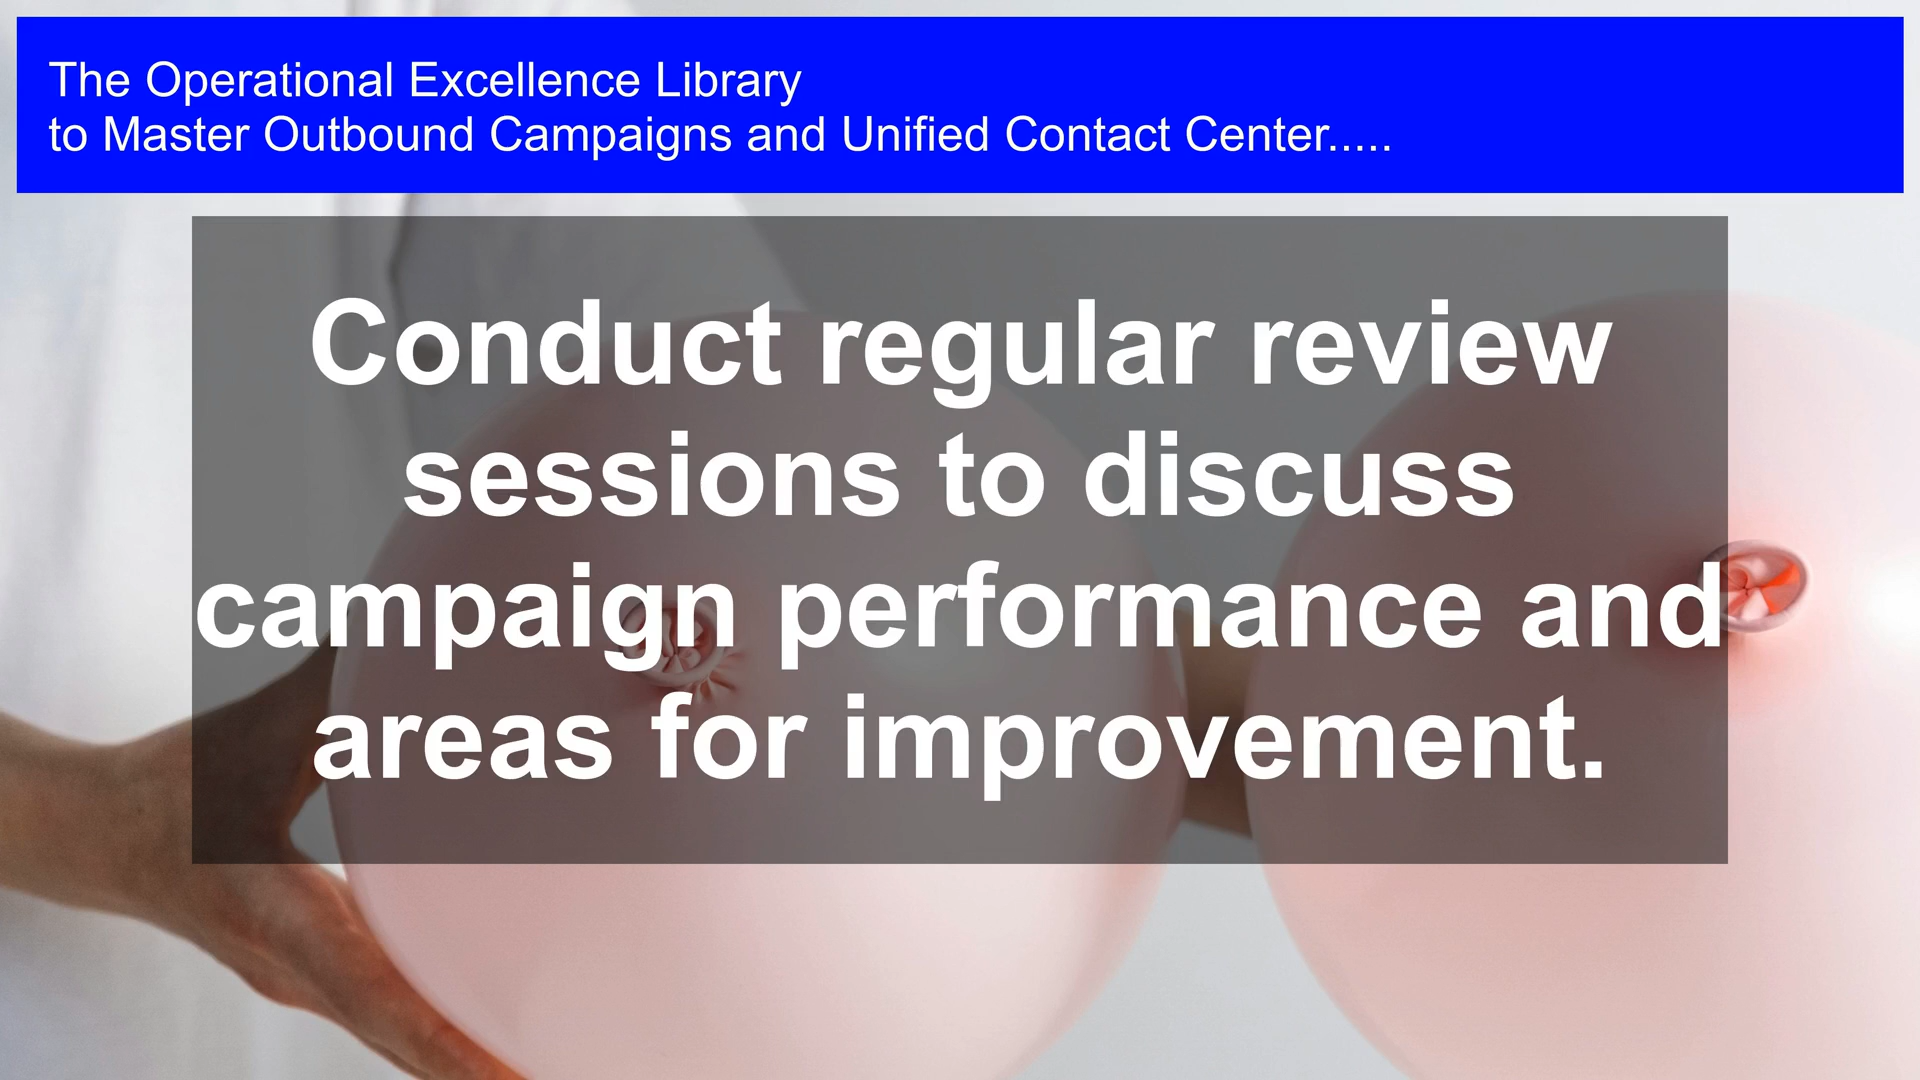 The Operational Excellence Library
to Master Outbound Campaigns and Unified Contact Center.....
Conduct regular review
sessions to discuss
campaign performance and
areas for improvement.